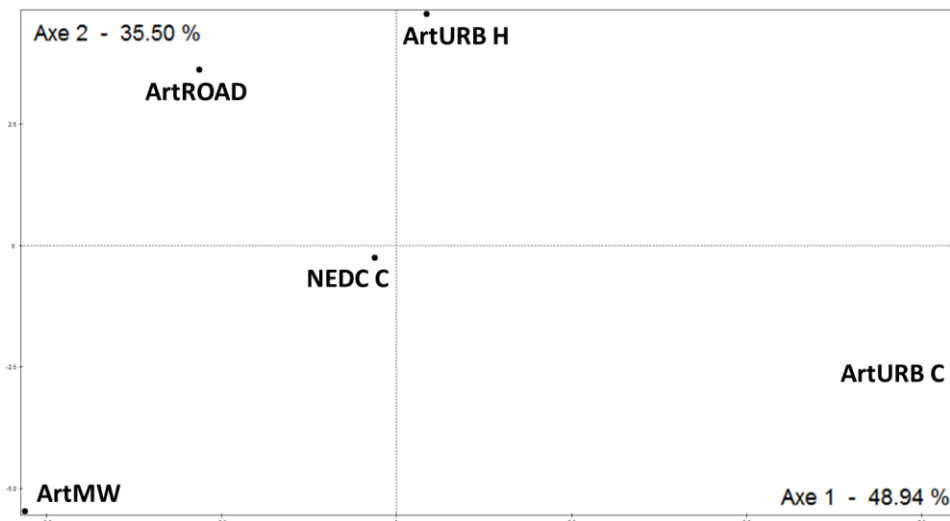 Axe 2 - 35.50 %
ArtURB H
ArtROAD
2.5
0
NEDC C
-2.5
ArtURB C
-5.0
ArtMW
Axe 1 - 48.94 %